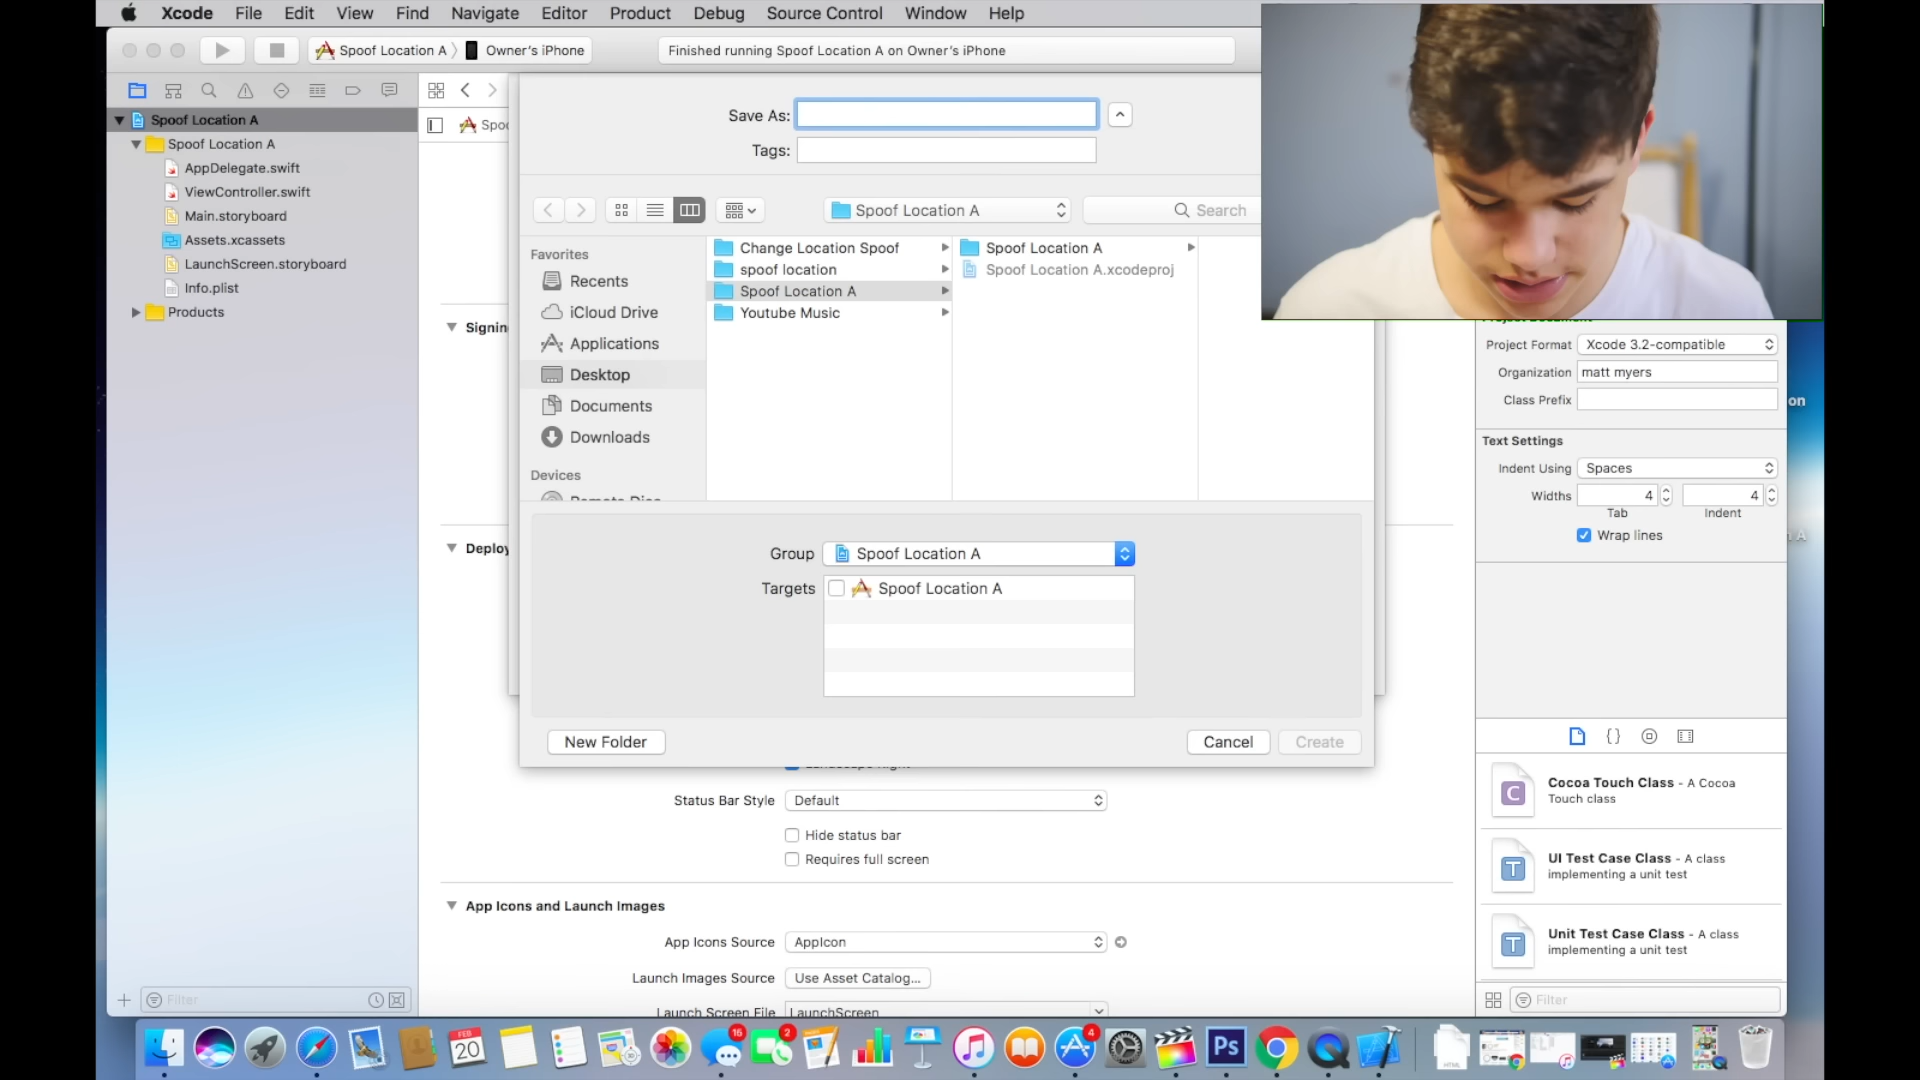 Xcode File Edit View Find Navigate Editor Product Debug Source Control Window Help
Spoof Location A Owner's iPhone Finished running Spoof Location A on Owner's iPhone
Spoof Location A
Spoof Location A
AppDelegate.swift
ViewController.swift
Main.storyboard
Assets.xcassets
LaunchScreen.storyboard
Info.plist
Products
Filter
Save As:
Tags:
Spoof Location A Search
Favorites
Recents
iCloud Drive
Applications
Desktop
Documents
Downloads
Devices
Change Location Spoof
spoof location
Spoof Location A
Youtube Music
Spoof Location A
Spoof Location A.xcodeproj
Group Spoof Location A
Targets Spoof Location A
New Folder Cancel Create
Status Bar Style Default
Hide status bar
Requires full screen
App Icons and Launch Images
App Icons Source AppIcon
Launch Images Source Use Asset Catalog...
Launch Screen File LaunchScreen
Project Format Xcode 3.2-compatible
Organization matt myers
Class Prefix
Text Settings
Indent Using Spaces
Widths 4 4
Tab Indent
Wrap lines
Cocoa Touch Class - A Cocoa
Touch class
UI Test Case Class - A class
implementing a unit test
Unit Test Case Class - A class
implementing a unit test
Filter
FEB
20
16
2
4
Ps
HTML